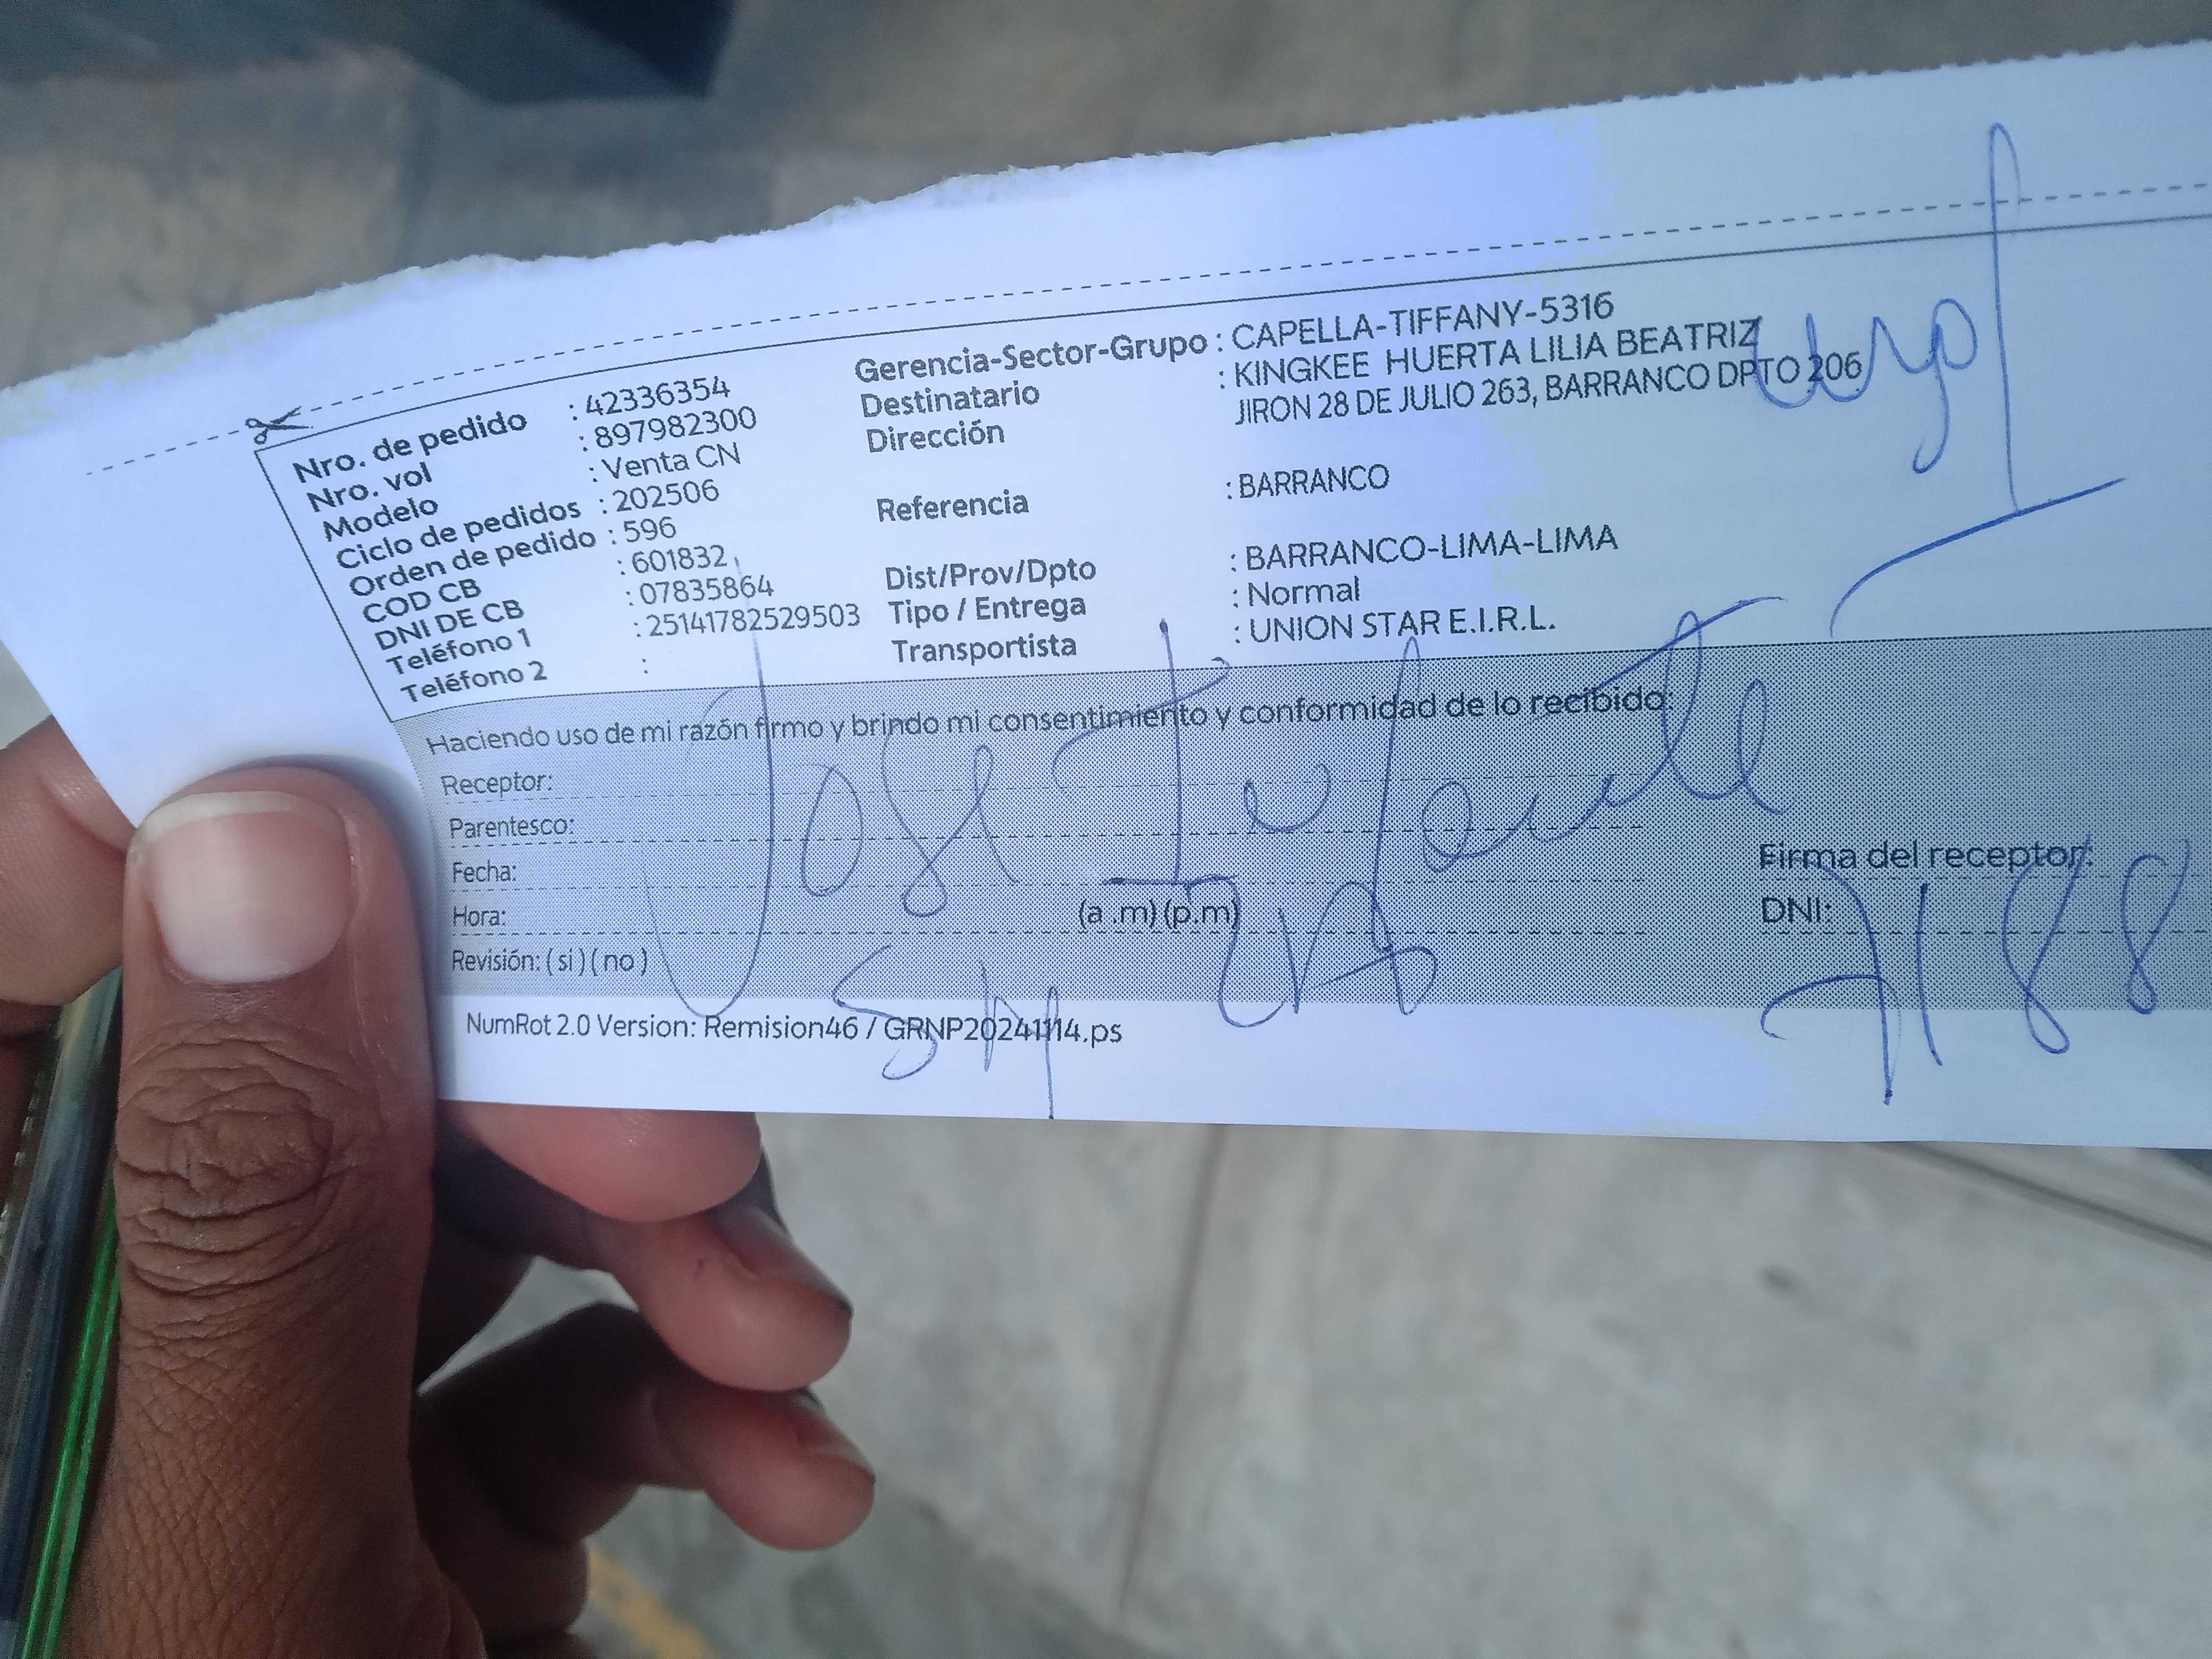 Nro. de pedido : 42336354
Nro. vol : 897982300
Modelo : Venta CN
Ciclo de pedidos : 202506
Orden de pedido : 596
COD CB : 601832
DNI DE CB : 07835864
Teléfono 1 : 25141782529503
Teléfono 2 :
Gerencia-Sector-Grupo : CAPELLA-TIFFANY-5316
Destinatario : KINGKEE HUERTA LILIA BEATRIZ
Dirección JIRON 28 DE JULIO 263, BARRANCO DPTO 206
Referencia : BARRANCO
Dist/Prov/Dpto : BARRANCO-LIMA-LIMA
Tipo / Entrega : Normal
Transportista : UNION STAR E.I.R.L.
Haciendo uso de mi razón firmo y brindo mi consentimiento y conformidad de lo recibido:
Receptor:
Jose
Parentesco:
Fecha:
Hora: (a .m) (p.m)
Revisión: ( si ) ( no )
Firma del receptor:
DNI:
7188
NumRot 2.0 Version: Remision46 / GRNP20241114.ps